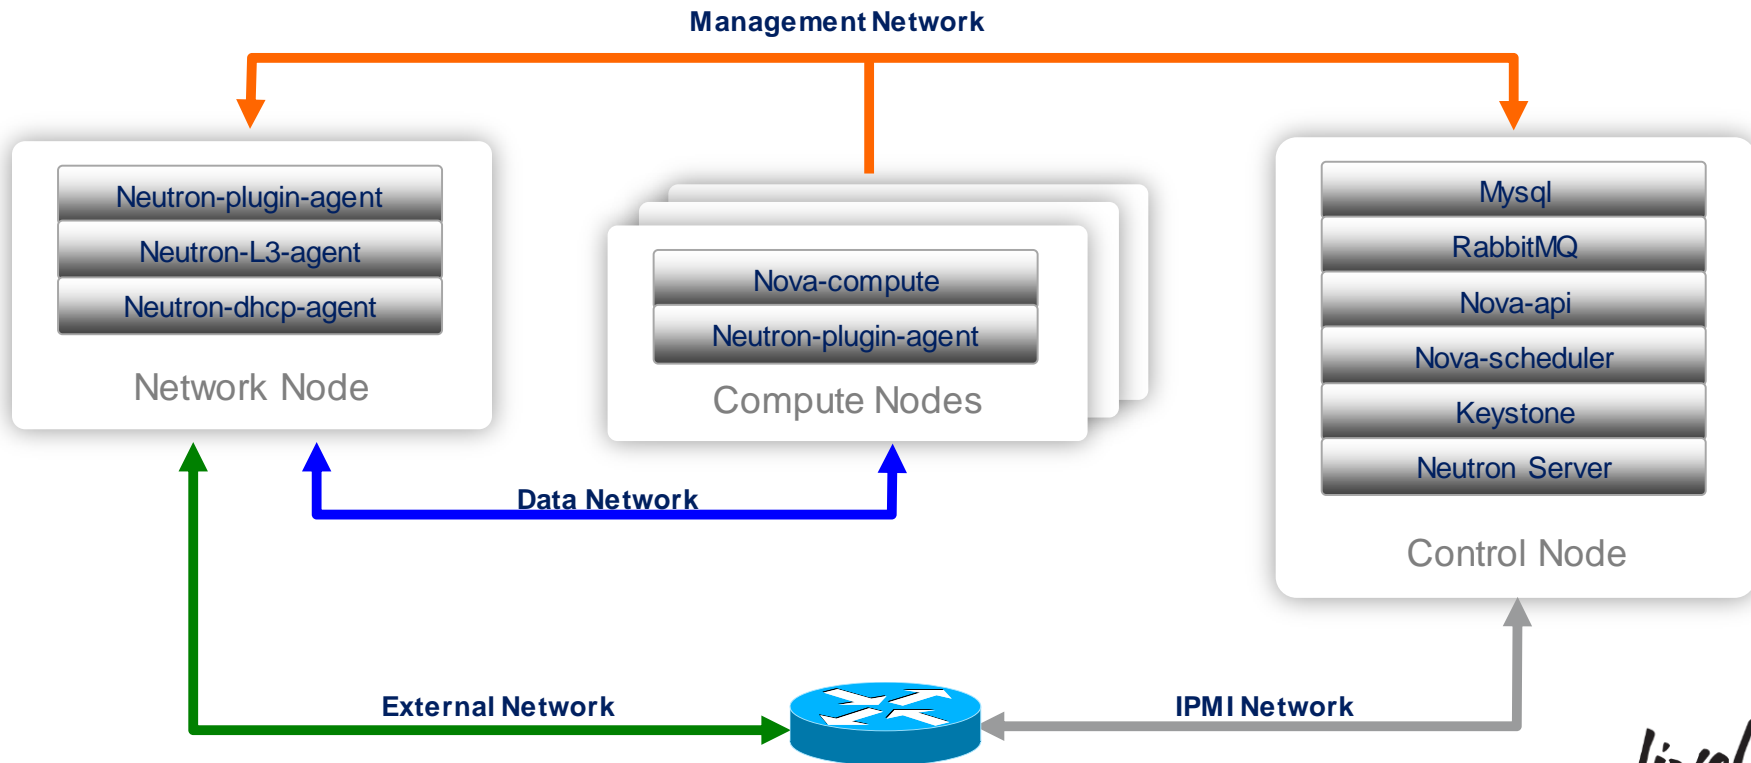 Management Network
Neutron-plugin-agent
Neutron-L3-agent
Neutron-dhcp-agent
Network Node
Nova-compute
Neutron-plugin-agent
Compute Nodes
Mysql
RabbitMQ
Nova-api
Nova-scheduler
Keystone
Neutron Server
Control Node
Data Network
External Network
IPMI Network